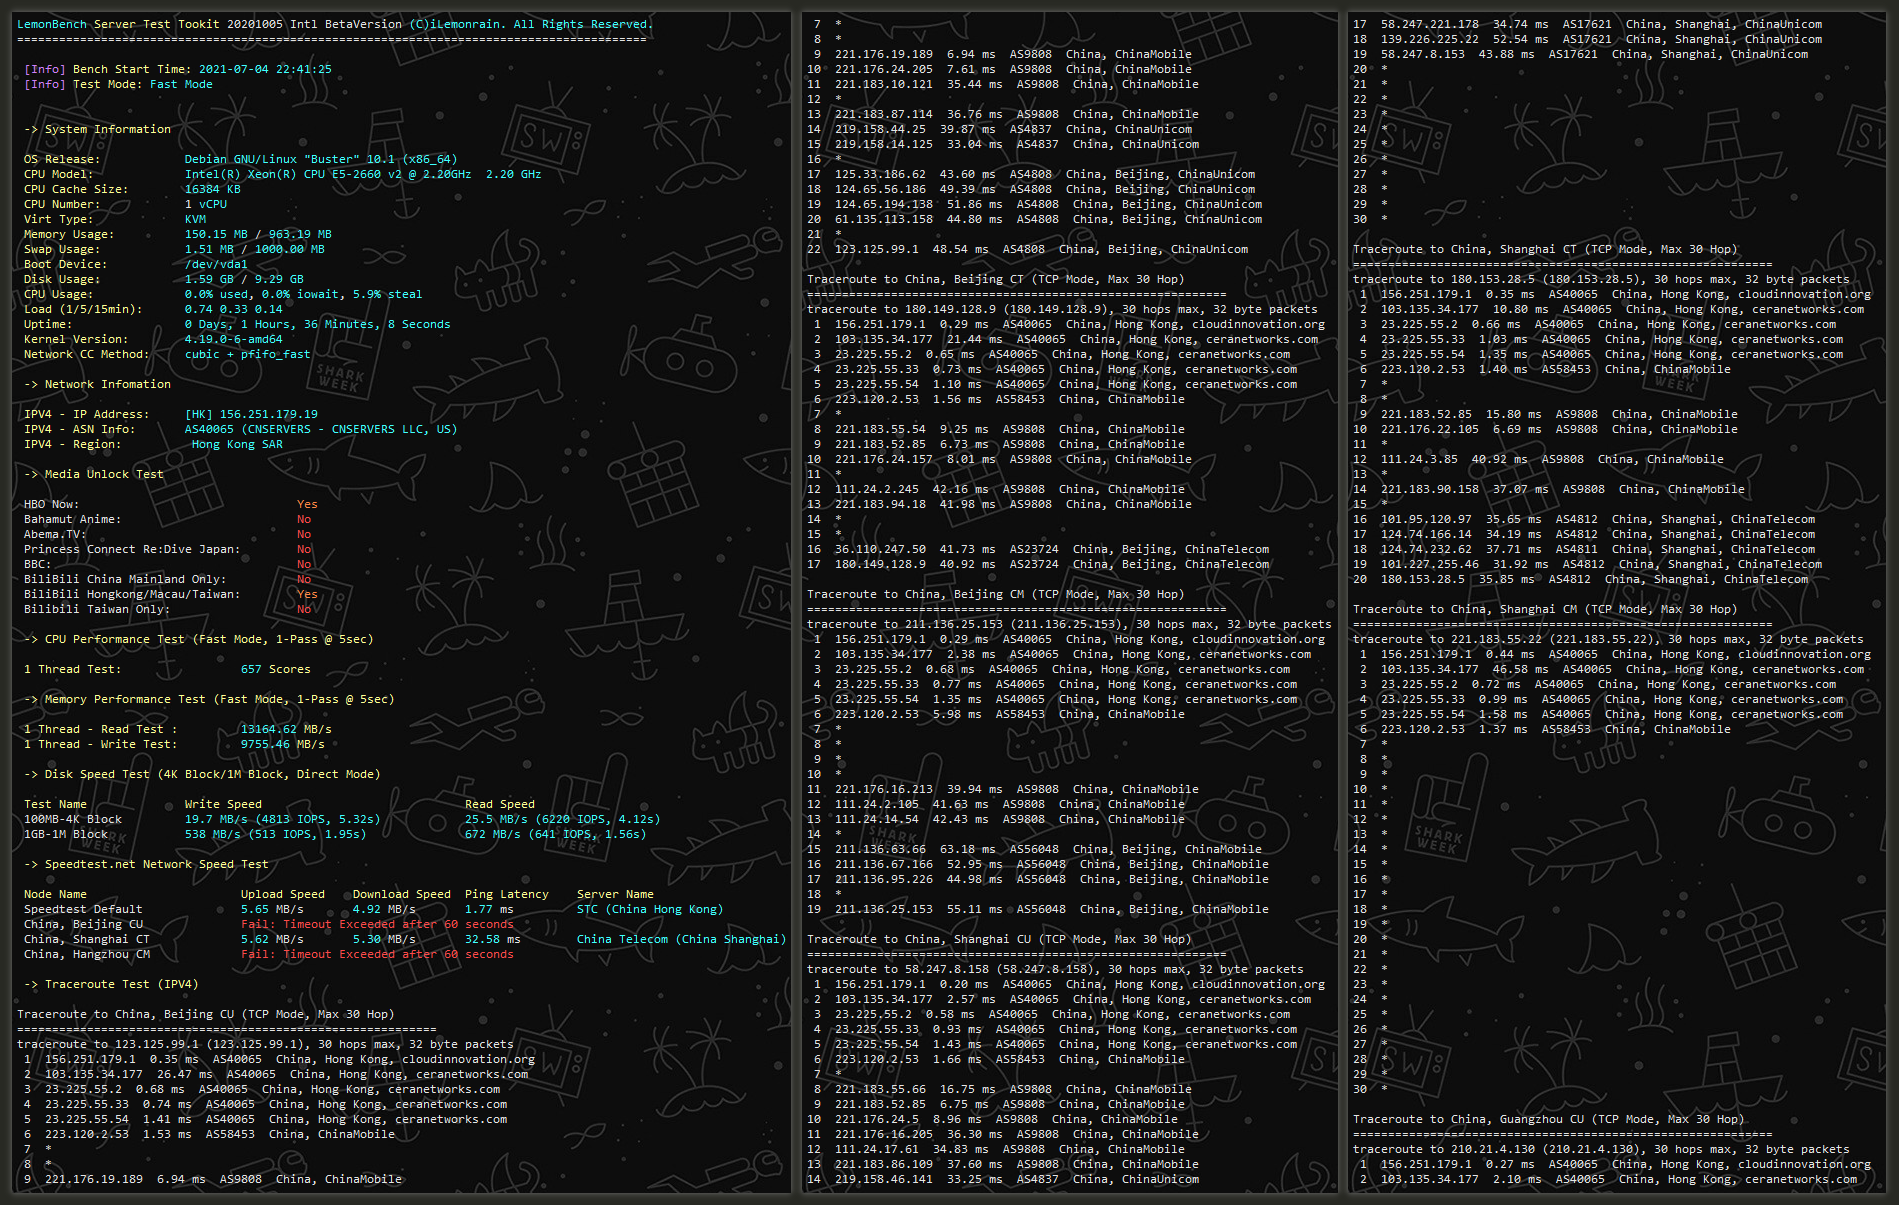 LemonBench Server Test Tookit 20201005 Intl BetaVersion (C)iLemonrain. All Rights Reserved.
==========================================================================================
[Info] Bench Start Time: 2021-07-04 22:41:25
[Info] Test Mode: Fast Mode
-> System Information
OS Release: Debian GNU/Linux "Buster" 10.1 (x86_64)
CPU Model: Intel(R) Xeon(R) CPU E5-2660 v2 @ 2.20GHz 2.20 GHz
CPU Cache Size: 16384 KB
CPU Number: 1 vCPU
Virt Type: KVM
Memory Usage: 150.15 MB / 963.19 MB
Swap Usage: 1.51 MB / 1000.00 MB
Boot Device: /dev/vda1
Disk Usage: 1.59 GB / 9.29 GB
CPU Usage: 0.0% used, 0.0% iowait, 5.9% steal
Load (1/5/15min): 0.74 0.33 0.14
Uptime: 0 Days, 1 Hours, 36 Minutes, 8 Seconds
Kernel Version: 4.19.0-6-amd64
Network CC Method: cubic + pfifo_fast
-> Network Infomation
IPV4 - IP Address: [HK] 156.251.179.19
IPV4 - ASN Info: AS40065 (CNSERVERS - CNSERVERS LLC, US)
IPV4 - Region: Hong Kong SAR
-> Media Unlock Test
HBO Now: Yes
Bahamut Anime: No
Abema.TV: No
Princess Connect Re:Dive Japan: No
BBC: No
BiliBili China Mainland Only: No
BiliBili Hongkong/Macau/Taiwan: Yes
Bilibili Taiwan Only: No
-> CPU Performance Test (Fast Mode, 1-Pass @ 5sec)
1 Thread Test: 657 Scores
-> Memory Performance Test (Fast Mode, 1-Pass @ 5sec)
1 Thread - Read Test : 13164.62 MB/s
1 Thread - Write Test: 9755.46 MB/s
-> Disk Speed Test (4K Block/1M Block, Direct Mode)
Test Name Write Speed Read Speed
100MB-4K Block 19.7 MB/s (4813 IOPS, 5.32s) 25.5 MB/s (6220 IOPS, 4.12s)
1GB-1M Block 538 MB/s (513 IOPS, 1.95s) 672 MB/s (641 IOPS, 1.56s)
-> Speedtest.net Network Speed Test
Node Name Upload Speed Download Speed Ping Latency Server Name
Speedtest Default 5.65 MB/s 4.92 MB/s 1.77 ms STC (China Hong Kong)
China, Beijing CU Fail: Timeout Exceeded after 60 seconds
China, Shanghai CT 5.62 MB/s 5.30 MB/s 32.58 ms China Telecom (China Shanghai)
China, Hangzhou CM Fail: Timeout Exceeded after 60 seconds
-> Traceroute Test (IPV4)
Traceroute to China, Beijing CU (TCP Mode, Max 30 Hop)
============================================================
traceroute to 123.125.99.1 (123.125.99.1), 30 hops max, 32 byte packets
1 156.251.179.1 0.35 ms AS40065 China, Hong Kong, cloudinnovation.org
2 103.135.34.177 26.47 ms AS40065 China, Hong Kong, ceranetworks.com
3 23.225.55.2 0.68 ms AS40065 China, Hong Kong, ceranetworks.com
4 23.225.55.33 0.74 ms AS40065 China, Hong Kong, ceranetworks.com
5 23.225.55.54 1.41 ms AS40065 China, Hong Kong, ceranetworks.com
6 223.120.2.53 1.53 ms AS58453 China, ChinaMobile
7 *
8 *
9 221.176.19.189 6.94 ms AS9808 China, ChinaMobile
7 *
8 *
9 221.176.19.189 6.94 ms AS9808 China, ChinaMobile
10 221.176.24.205 7.61 ms AS9808 China, ChinaMobile
11 221.183.10.121 35.44 ms AS9808 China, ChinaMobile
12 *
13 221.183.87.114 36.76 ms AS9808 China, ChinaMobile
14 219.158.44.25 39.87 ms AS4837 China, ChinaUnicom
15 219.158.14.125 33.04 ms AS4837 China, ChinaUnicom
16 *
17 125.33.186.62 43.60 ms AS4808 China, Beijing, ChinaUnicom
18 124.65.56.186 49.39 ms AS4808 China, Beijing, ChinaUnicom
19 124.65.194.138 51.86 ms AS4808 China, Beijing, ChinaUnicom
20 61.135.113.158 44.80 ms AS4808 China, Beijing, ChinaUnicom
21 *
22 123.125.99.1 48.54 ms AS4808 China, Beijing, ChinaUnicom
Traceroute to China, Beijing CT (TCP Mode, Max 30 Hop)
============================================================
traceroute to 180.149.128.9 (180.149.128.9), 30 hops max, 32 byte packets
1 156.251.179.1 0.29 ms AS40065 China, Hong Kong, cloudinnovation.org
2 103.135.34.177 21.44 ms AS40065 China, Hong Kong, ceranetworks.com
3 23.225.55.2 0.65 ms AS40065 China, Hong Kong, ceranetworks.com
4 23.225.55.33 0.73 ms AS40065 China, Hong Kong, ceranetworks.com
5 23.225.55.54 1.10 ms AS40065 China, Hong Kong, ceranetworks.com
6 223.120.2.53 1.56 ms AS58453 China, ChinaMobile
7 *
8 221.183.55.54 9.25 ms AS9808 China, ChinaMobile
9 221.183.52.85 6.73 ms AS9808 China, ChinaMobile
10 221.176.24.157 8.01 ms AS9808 China, ChinaMobile
11 *
12 111.24.2.245 42.16 ms AS9808 China, ChinaMobile
13 221.183.94.18 41.98 ms AS9808 China, ChinaMobile
14 *
15 *
16 36.110.247.50 41.73 ms AS23724 China, Beijing, ChinaTelecom
17 180.149.128.9 40.92 ms AS23724 China, Beijing, ChinaTelecom
Traceroute to China, Beijing CM (TCP Mode, Max 30 Hop)
============================================================
traceroute to 211.136.25.153 (211.136.25.153), 30 hops max, 32 byte packets
1 156.251.179.1 0.29 ms AS40065 China, Hong Kong, cloudinnovation.org
2 103.135.34.177 2.38 ms AS40065 China, Hong Kong, ceranetworks.com
3 23.225.55.2 0.68 ms AS40065 China, Hong Kong, ceranetworks.com
4 23.225.55.33 0.77 ms AS40065 China, Hong Kong, ceranetworks.com
5 23.225.55.54 1.35 ms AS40065 China, Hong Kong, ceranetworks.com
6 223.120.2.53 5.98 ms AS58453 China, ChinaMobile
7 *
8 *
9 *
10 *
11 221.176.16.213 39.94 ms AS9808 China, ChinaMobile
12 111.24.2.105 41.63 ms AS9808 China, ChinaMobile
13 111.24.14.54 42.43 ms AS9808 China, ChinaMobile
14 *
15 211.136.63.66 63.18 ms AS56048 China, Beijing, ChinaMobile
16 211.136.67.166 52.95 ms AS56048 China, Beijing, ChinaMobile
17 211.136.95.226 44.98 ms AS56048 China, Beijing, ChinaMobile
18 *
19 211.136.25.153 55.11 ms AS56048 China, Beijing, ChinaMobile
Traceroute to China, Shanghai CU (TCP Mode, Max 30 Hop)
============================================================
traceroute to 58.247.8.158 (58.247.8.158), 30 hops max, 32 byte packets
1 156.251.179.1 0.20 ms AS40065 China, Hong Kong, cloudinnovation.org
2 103.135.34.177 2.57 ms AS40065 China, Hong Kong, ceranetworks.com
3 23.225.55.2 0.58 ms AS40065 China, Hong Kong, ceranetworks.com
4 23.225.55.33 0.93 ms AS40065 China, Hong Kong, ceranetworks.com
5 23.225.55.54 1.43 ms AS40065 China, Hong Kong, ceranetworks.com
6 223.120.2.53 1.66 ms AS58453 China, ChinaMobile
7 *
8 221.183.55.66 16.75 ms AS9808 China, ChinaMobile
9 221.183.52.85 6.75 ms AS9808 China, ChinaMobile
10 221.176.24.5 8.96 ms AS9808 China, ChinaMobile
11 221.176.16.205 36.30 ms AS9808 China, ChinaMobile
12 111.24.17.61 34.83 ms AS9808 China, ChinaMobile
13 221.183.86.109 37.60 ms AS9808 China, ChinaMobile
14 219.158.46.141 33.25 ms AS4837 China, ChinaUnicom
17 58.247.221.178 34.74 ms AS17621 China, Shanghai, ChinaUnicom
18 139.226.225.22 52.54 ms AS17621 China, Shanghai, ChinaUnicom
19 58.247.8.153 43.88 ms AS17621 China, Shanghai, ChinaUnicom
20 *
21 *
22 *
23 *
24 *
25 *
26 *
27 *
28 *
29 *
30 *
Traceroute to China, Shanghai CT (TCP Mode, Max 30 Hop)
============================================================
traceroute to 180.153.28.5 (180.153.28.5), 30 hops max, 32 byte packets
1 156.251.179.1 0.35 ms AS40065 China, Hong Kong, cloudinnovation.org
2 103.135.34.177 10.80 ms AS40065 China, Hong Kong, ceranetworks.com
3 23.225.55.2 0.66 ms AS40065 China, Hong Kong, ceranetworks.com
4 23.225.55.33 1.03 ms AS40065 China, Hong Kong, ceranetworks.com
5 23.225.55.54 1.35 ms AS40065 China, Hong Kong, ceranetworks.com
6 223.120.2.53 1.40 ms AS58453 China, ChinaMobile
7 *
8 *
9 221.183.52.85 15.80 ms AS9808 China, ChinaMobile
10 221.176.22.105 6.69 ms AS9808 China, ChinaMobile
11 *
12 111.24.3.85 40.92 ms AS9808 China, ChinaMobile
13 *
14 221.183.90.158 37.07 ms AS9808 China, ChinaMobile
15 *
16 101.95.120.97 35.65 ms AS4812 China, Shanghai, ChinaTelecom
17 124.74.166.14 34.19 ms AS4812 China, Shanghai, ChinaTelecom
18 124.74.232.62 37.71 ms AS4811 China, Shanghai, ChinaTelecom
19 101.227.255.46 31.92 ms AS4812 China, Shanghai, ChinaTelecom
20 180.153.28.5 35.85 ms AS4812 China, Shanghai, ChinaTelecom
Traceroute to China, Shanghai CM (TCP Mode, Max 30 Hop)
============================================================
traceroute to 221.183.55.22 (221.183.55.22), 30 hops max, 32 byte packets
1 156.251.179.1 0.44 ms AS40065 China, Hong Kong, cloudinnovation.org
2 103.135.34.177 46.58 ms AS40065 China, Hong Kong, ceranetworks.com
3 23.225.55.2 0.72 ms AS40065 China, Hong Kong, ceranetworks.com
4 23.225.55.33 0.99 ms AS40065 China, Hong Kong, ceranetworks.com
5 23.225.55.54 1.58 ms AS40065 China, Hong Kong, ceranetworks.com
6 223.120.2.53 1.37 ms AS58453 China, ChinaMobile
7 *
8 *
9 *
10 *
11 *
12 *
13 *
14 *
15 *
16 *
17 *
18 *
19 *
20 *
21 *
22 *
23 *
24 *
25 *
26 *
27 *
28 *
29 *
30 *
Traceroute to China, Guangzhou CU (TCP Mode, Max 30 Hop)
============================================================
traceroute to 210.21.4.130 (210.21.4.130), 30 hops max, 32 byte packets
1 156.251.179.1 0.27 ms AS40065 China, Hong Kong, cloudinnovation.org
2 103.135.34.177 2.10 ms AS40065 China, Hong Kong, ceranetworks.com